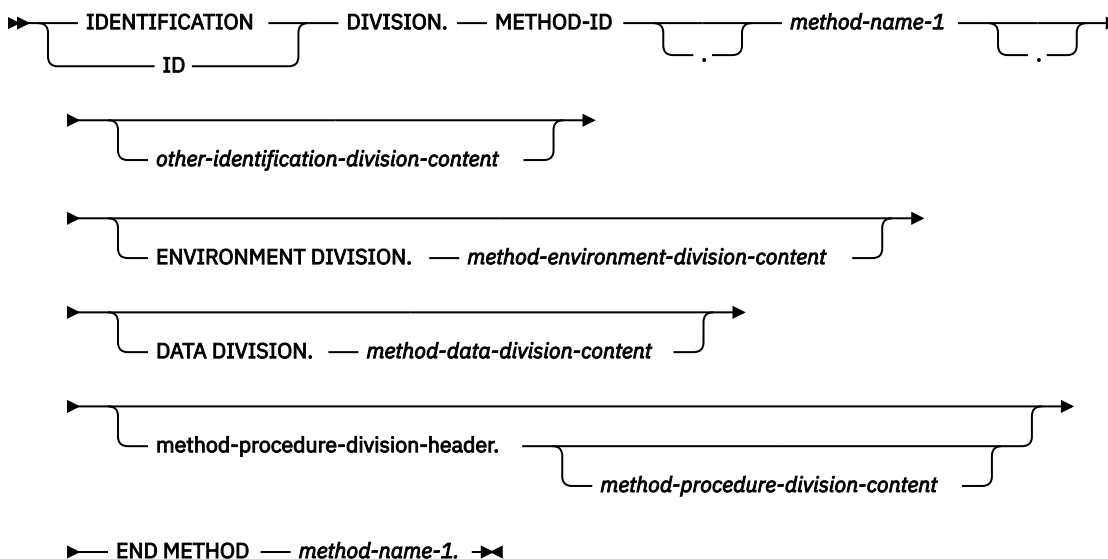 IDENTIFICATION DIVISION. METHOD-ID method-name-1
ID . .
other-identification-division-content
ENVIRONMENT DIVISION. method-environment-division-content
DATA DIVISION. method-data-division-content
method-procedure-division-header.
method-procedure-division-content
END METHOD method-name-1.